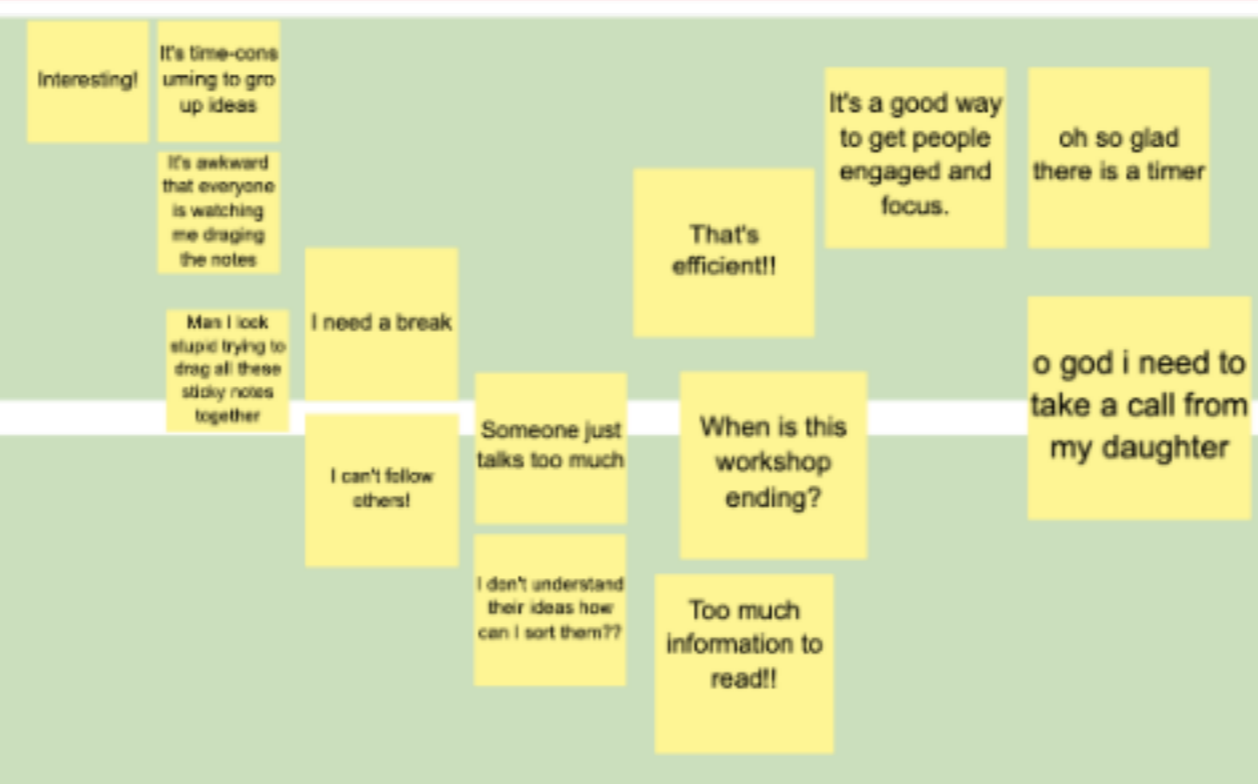 Interesting!
It's time-cons
uming to gro
up ideas
It's awkward
that everyone
is watching
me draging
the notes
Man I look
stupid trying to
drag all these
sticky notes
together
I need a break
I can't follow
others!
Someone just
talks too much
I don't understand
their ideas how
can I sort them??
That's
efficient!!
When is this
workshop
ending?
Too much
information to
read!!
It's a good way
to get people
engaged and
focus.
oh so glad
there is a timer
o god i need to
take a call from
my daughter